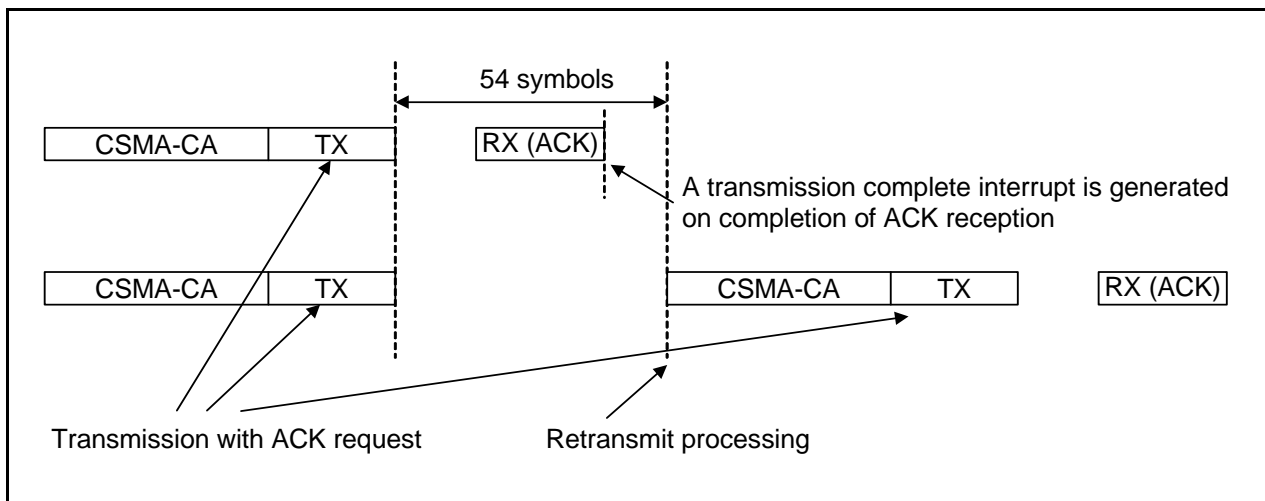 54 symbols
CSMA-CA TX RX (ACK)
A transmission complete interrupt is generated
on completion of ACK reception
CSMA-CA TX CSMA-CA TX RX (ACK)
Transmission with ACK request
Retransmit processing